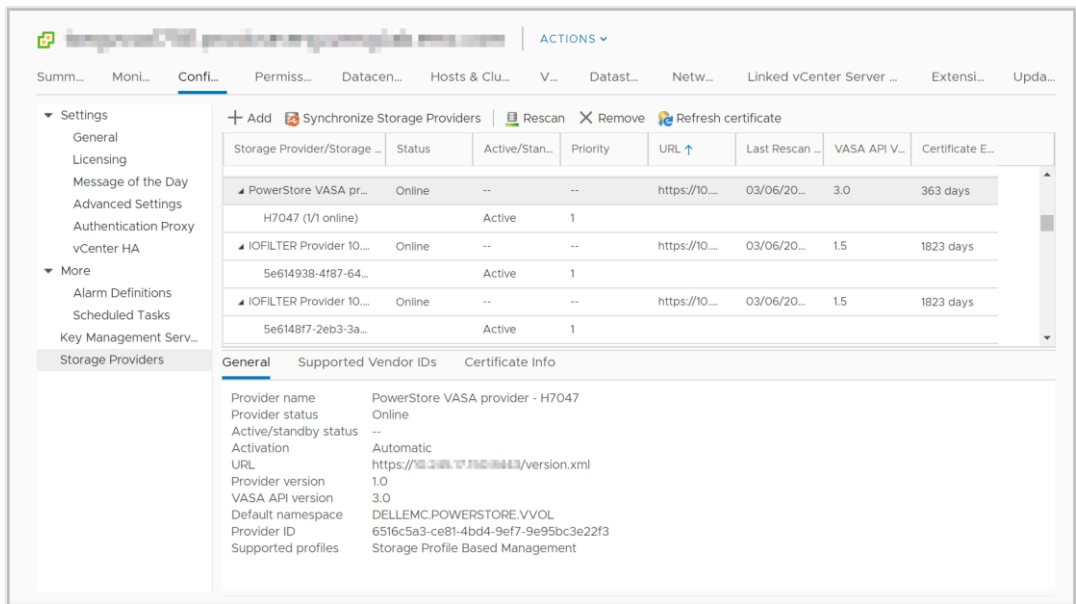 ACTIONS
Summ... Moni... Confi... Permiss... Datacen... Hosts & Clu... V... Datast... Netw... Linked vCenter Server ... Extensi... Upda...
Settings
General
Licensing
Message of the Day
Advanced Settings
Authentication Proxy
vCenter HA
More
Alarm Definitions
Scheduled Tasks
Key Management Serv...
Storage Providers
Add Synchronize Storage Providers Rescan Remove Refresh certificate
Storage Provider/Storage ... Status Active/Stan... Priority URL ↑ Last Rescan ... VASA API V... Certificate E...
PowerStore VASA pr... Online -- -- https://10.... 03/06/20... 3.0 363 days
H7047 (1/1 online) Active 1
IOFILTER Provider 10.... Online -- -- https://10.... 03/06/20... 1.5 1823 days
5e614938-4f87-64... Active 1
IOFILTER Provider 10.... Online -- -- https://10.... 03/06/20... 1.5 1823 days
5e6148f7-2eb3-3a... Active 1
General Supported Vendor IDs Certificate Info
Provider name PowerStore VASA provider - H7047
Provider status Online
Active/standby status --
Activation Automatic
URL https:// /version.xml
Provider version 1.0
VASA API version 3.0
Default namespace DELLEMC.POWERSTORE.VVOL
Provider ID 6516c5a3-ce81-4bd4-9ef7-9e95bc3e22f3
Supported profiles Storage Profile Based Management